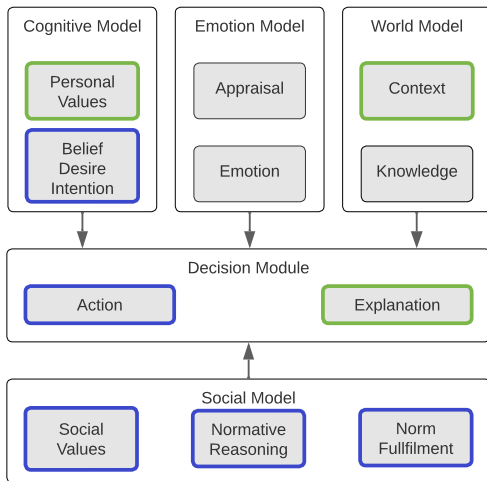 Cognitive Model
Personal
Values
Belief
Desire
Intention
Emotion Model
Appraisal
Emotion
World Model
Context
Knowledge
Decision Module
Action
Explanation
Social Model
Social
Values
Normative
Reasoning
Norm
Fullfilment